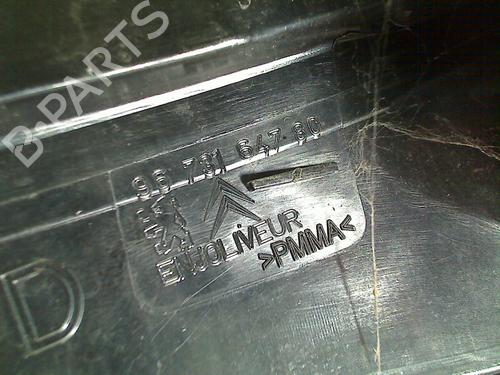 B-PARTS
96 781 647 80
ENJOLIVEUR
>PMMA<
D